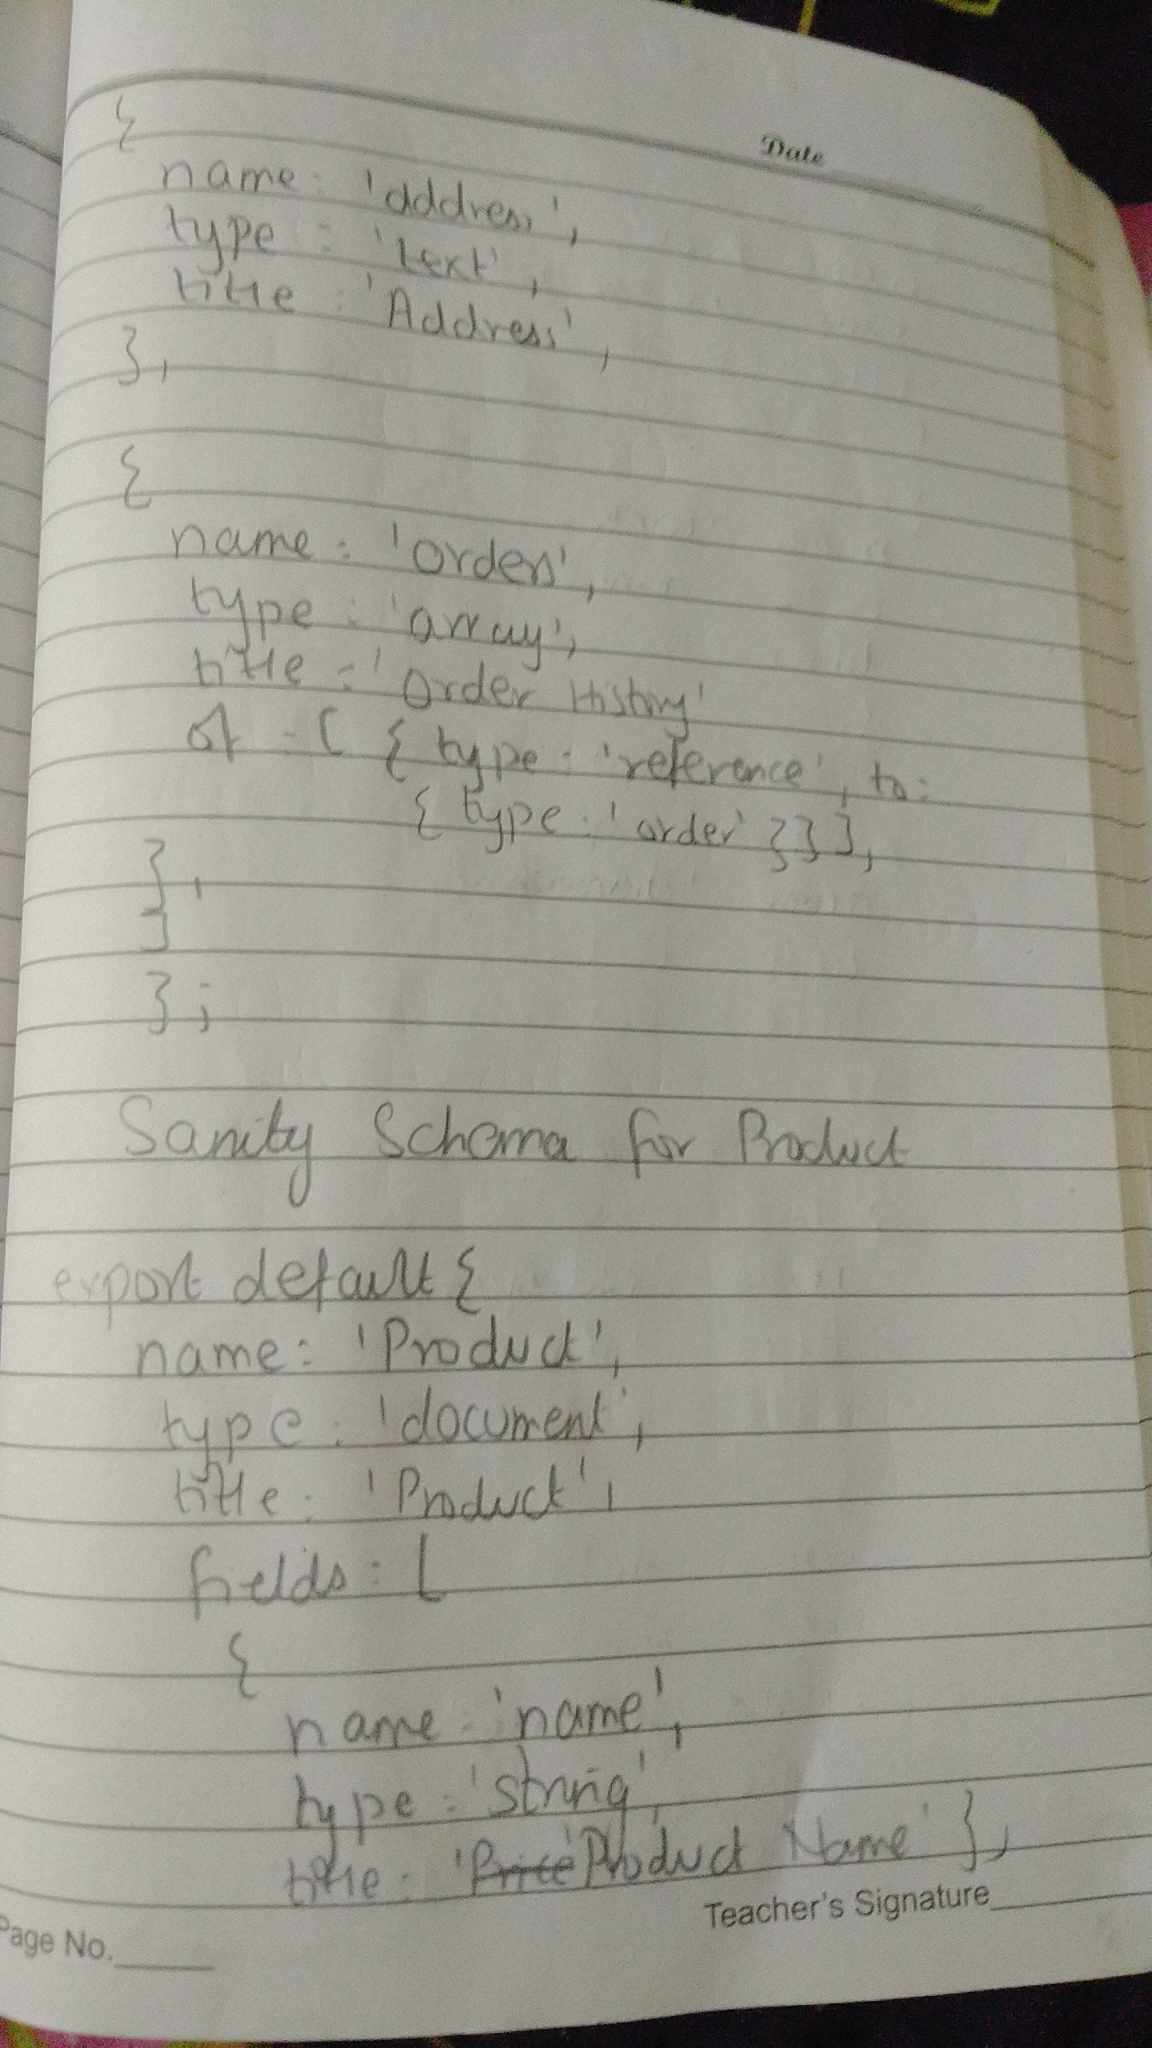 Date
{
name : 'address',
type : 'text',
title : 'Address',
},
{
name : 'orders',
type : 'array',
title : 'Order History'
of : [ { type : 'reference', to :
{ type : 'order' }}],
},
]
};
Sanity Schema for Product
export default {
name : 'Product',
type : 'document',
title : 'Product',
fields : [
{
name : 'name',
type : 'string',
title : 'Price 'Product Name' },
Teacher's Signature
Page No.